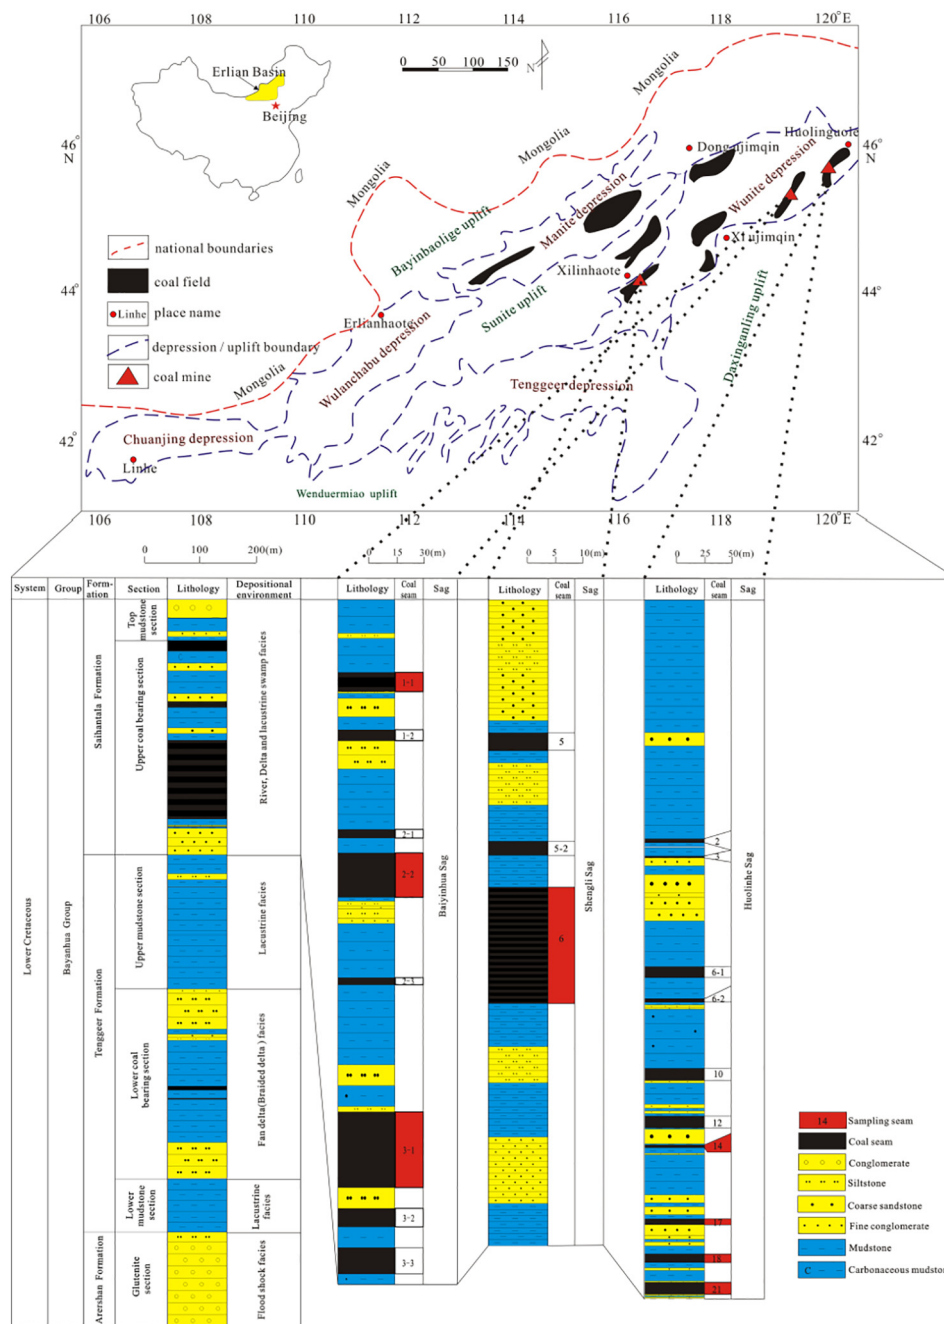 106 108 110 112 114 116 118 120°E
Erlian Basin
Beijing
0 50 100 150
N
Mongolia
Mongolia
Mongolia
Mongolia
46°
N
46°
N
44°
44°
42°
42°
Huolinguole
Dong ujimqin
Wunite depression
Manite depression
Bayinbaolige uplift
Xi ujimqin
Xilinhaote
Sunite uplift
Daxinganling uplift
Erlianhaote
Wulanchabu depression
Tenggeer depression
Chuanjing depression
Linhe
Wenduermiao uplift
national boundaries
coal field
Linhe place name
depression / uplift boundary
coal mine
106 108 110 112 114 116 118 120°E
0 100 200(m)
0 15 30(m)
0 5 10(m)
0 25 50(m)
System Group Form-ation Section Lithology Depositional environment
Lithology Coal seam Sag
Lithology Coal seam Sag
Lithology Coal seam Sag
Lower Cretaceous
Bayanhua Group
Saihantala Formation
Tenggeer Formation
Arershan Formation
Top mudstone section
Upper coal bearing section
Upper mudstone section
Lower coal bearing section
Lower mudstone section
Glutenite section
River, Delta and lacustrine swamp facies
Lacustrine facies
Fan delta(Braided delta ) facies
Lacustrine facies
Flood shock facies
1-1
1-2
2-1
2-2
2-3
3-1
3-2
3-3
Baiyinhua Sag
5
5-2
6
Shengli Sag
2
3
6-1
6-2
10
12
14
17
21
Huolinhe Sag
14 Sampling seam
Coal seam
Conglomerate
Siltstone
Coarse sandstone
Fine conglomerate
Mudstone
C Carbonaceous mudston